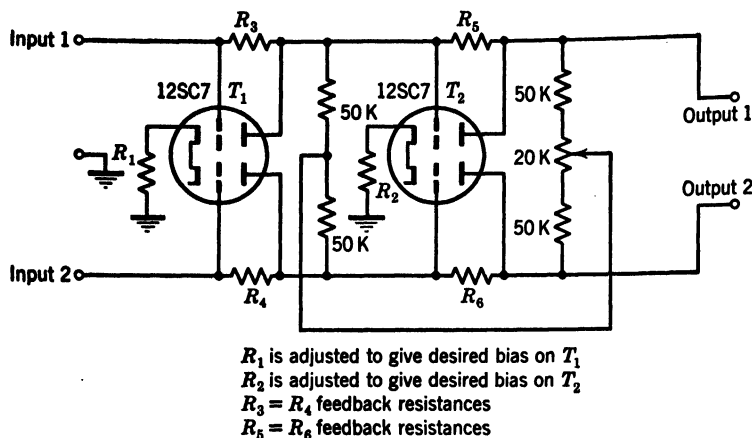 R3
R5
Input 1
12SC7 T1
12SC7 T2
50 K
50 K
Output 1
R1
R2
20 K
Output 2
50 K
50 K
Input 2
R4
R6
R1 is adjusted to give desired bias on T1
R2 is adjusted to give desired bias on T2
R3 = R4 feedback resistances
R5 = R6 feedback resistances